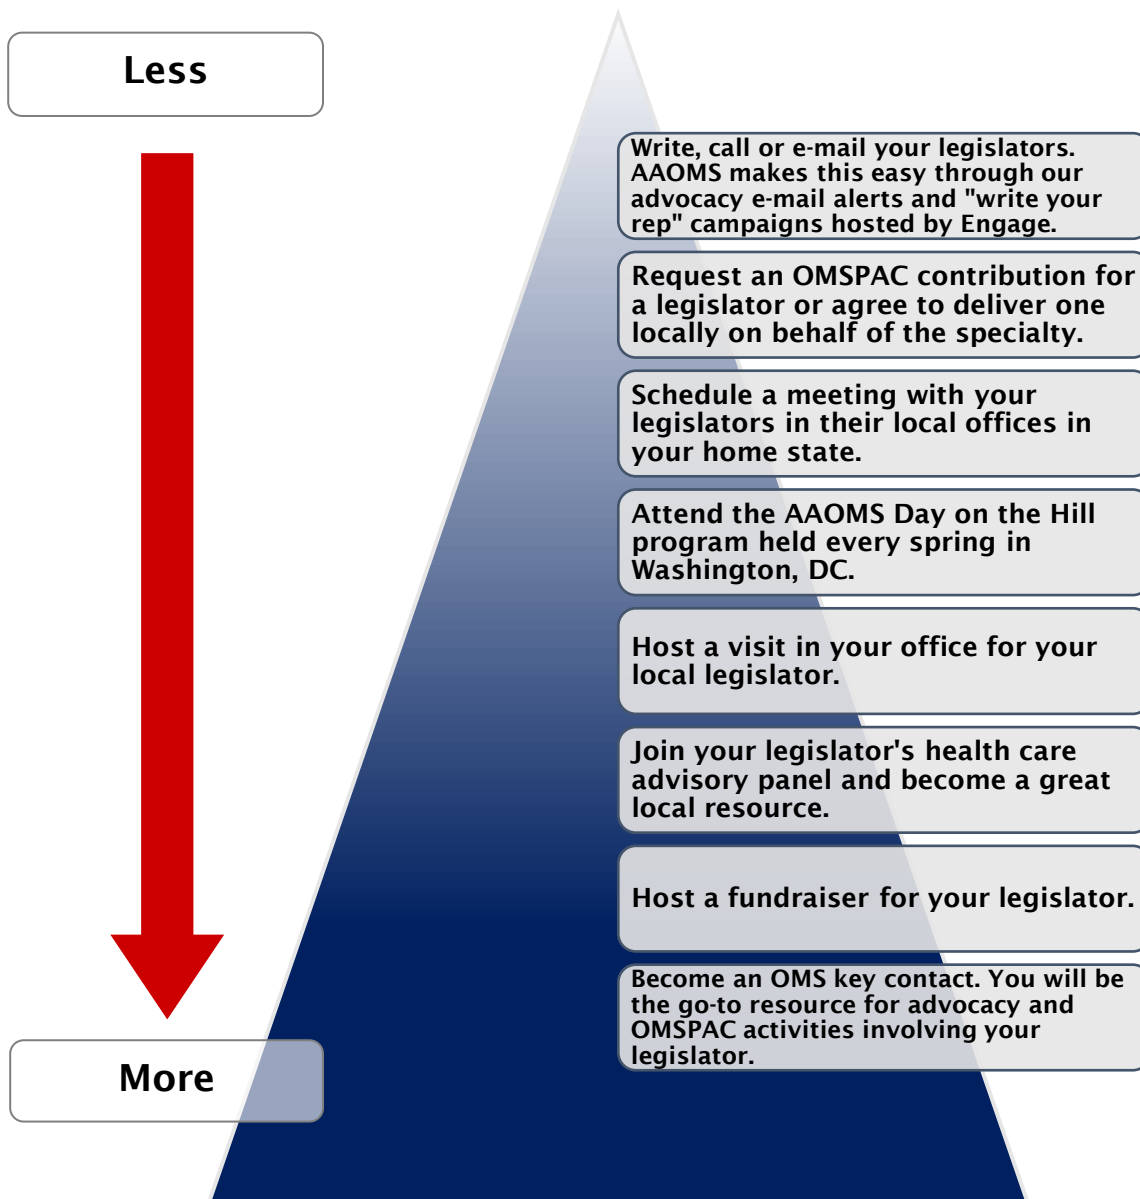 Less
Write, call or e-mail your legislators.
AAOMS makes this easy through our
advocacy e-mail alerts and "write your
rep" campaigns hosted by Engage.
Request an OMSPAC contribution for
a legislator or agree to deliver one
locally on behalf of the specialty.
Schedule a meeting with your
legislators in their local offices in
your home state.
Attend the AAOMS Day on the Hill
program held every spring in
Washington, DC.
Host a visit in your office for your
local legislator.
Join your legislator's health care
advisory panel and become a great
local resource.
Host a fundraiser for your legislator.
Become an OMS key contact. You will be
the go-to resource for advocacy and
OMSPAC activities involving your
legislator.
More